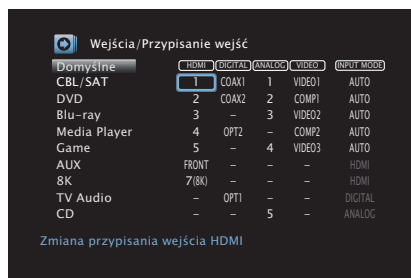 Wejścia/Przypisanie wejść
Domyślne HDMI DIGITAL ANALOG VIDEO INPUT MODE
CBL/SAT 1 COAX1 1 VIDEO1 AUTO
DVD 2 COAX2 2 COMP1 AUTO
Blu-ray 3 – 3 VIDEO2 AUTO
Media Player 4 OPT2 – COMP2 AUTO
Game 5 – 4 VIDEO3 AUTO
AUX FRONT – – – HDMI
8K 7(8K) – – – HDMI
TV Audio – OPT1 – – DIGITAL
CD – – 5 – ANALOG
Zmiana przypisania wejścia HDMI